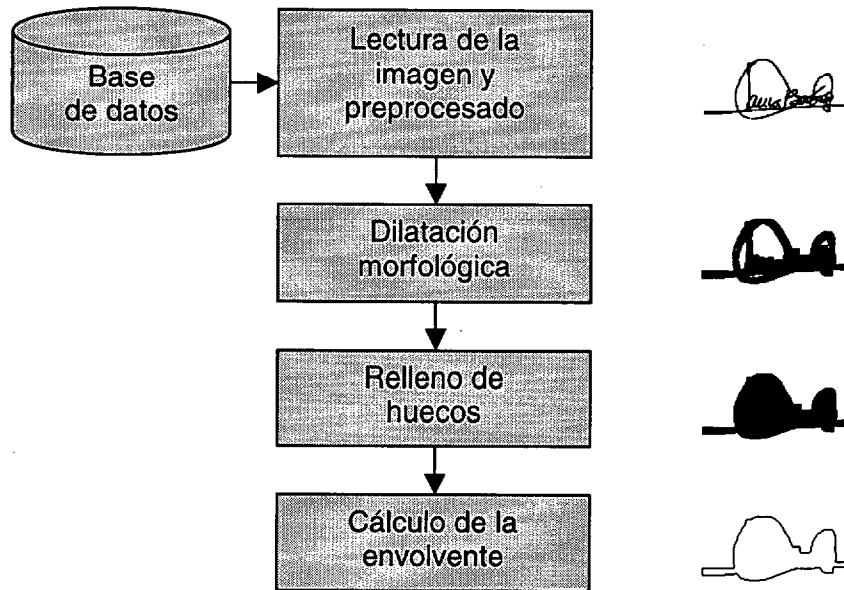 Base
de datos
Lectura de la
imagen y
preprocesado
Dilatación
morfológica
Relleno de
huecos
Cálculo de la
envolvente